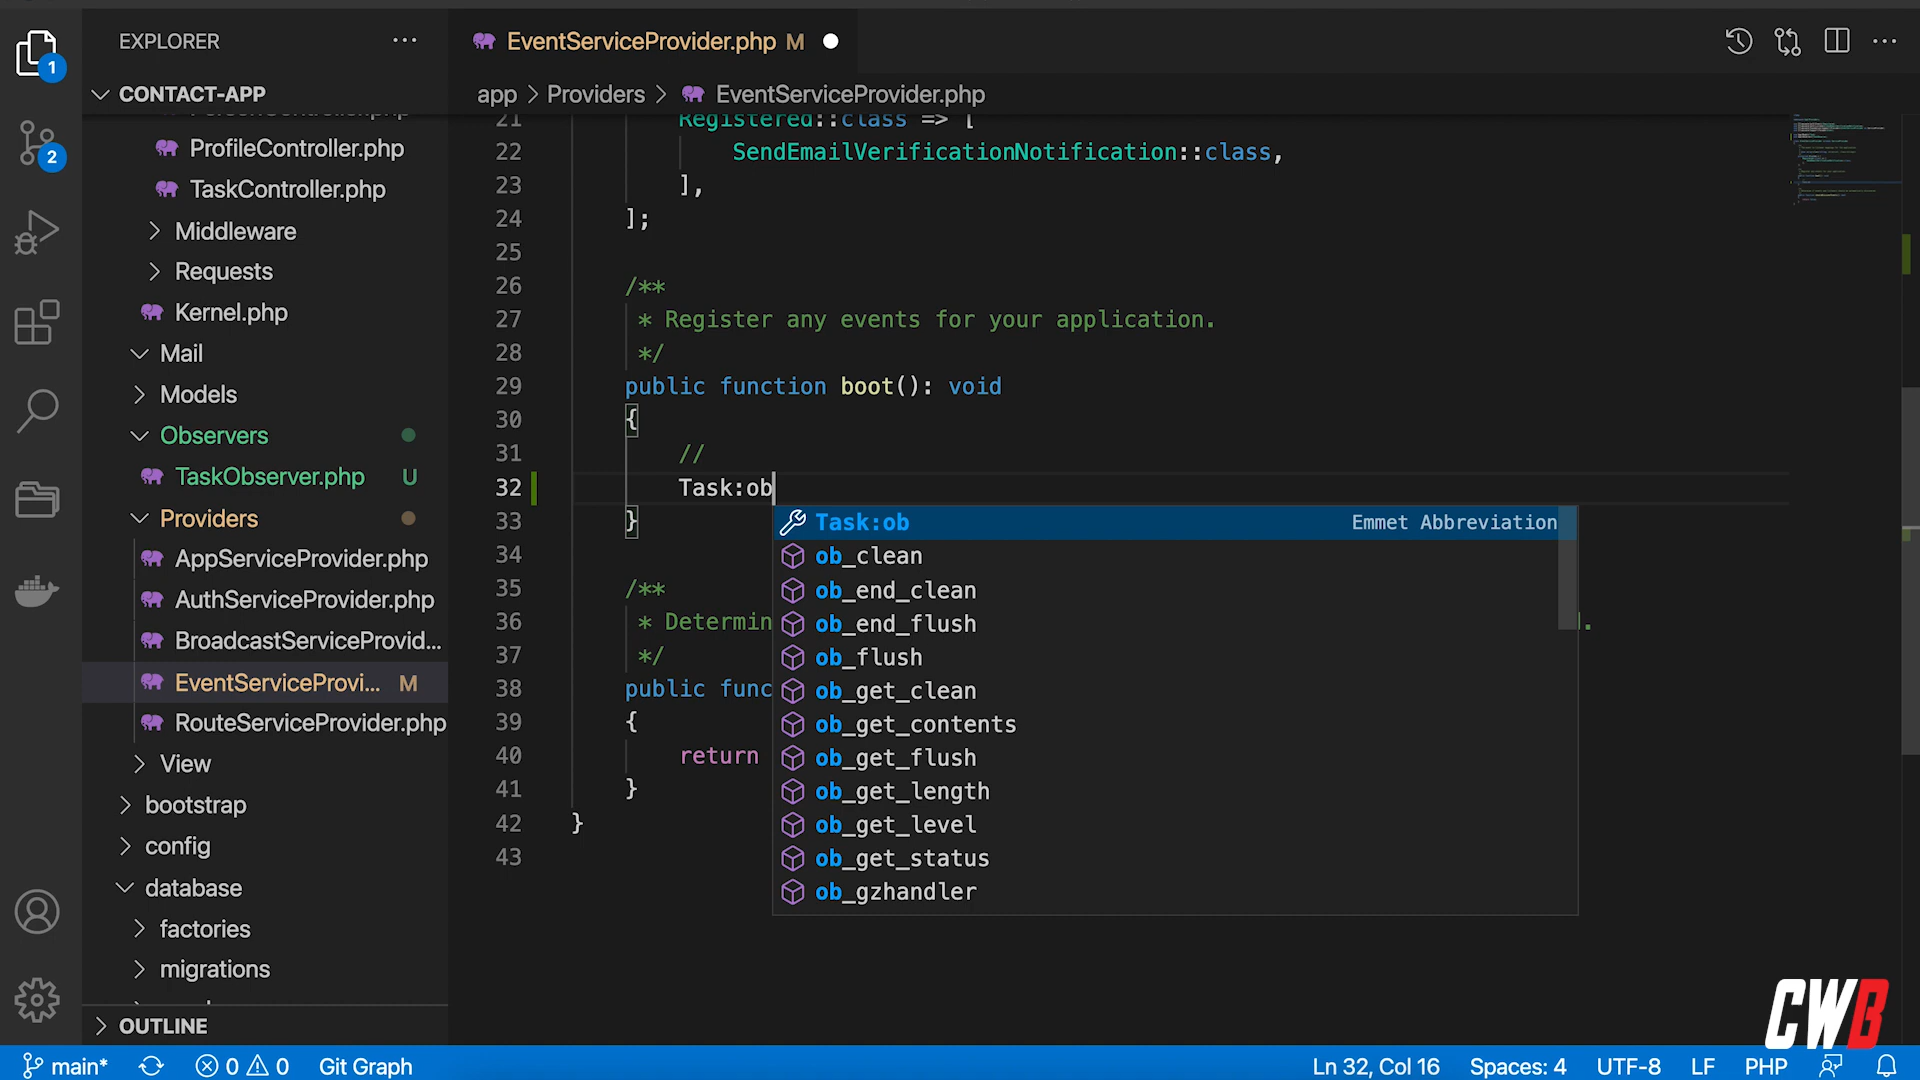 EXPLORER
...
EventServiceProvider.php M
1
CONTACT-APP
app > Providers > EventServiceProvider.php
2
ProfileController.php
TaskController.php
Middleware
Requests
Kernel.php
Mail
Models
Observers
TaskObserver.php U
Providers
AppServiceProvider.php
AuthServiceProvider.php
BroadcastServiceProvid...
EventServiceProvi... M
RouteServiceProvider.php
View
bootstrap
config
database
factories
migrations
OUTLINE
21 Registered::class => [
22 SendEmailVerificationNotification::class,
23 ],
24 ];
25
26 /**
27 * Register any events for your application.
28 */
29 public function boot(): void
30 {
31 //
32 Task:ob
33 }
34
35 /**
36 * Determin
37 */
38 public func
39 {
40 return
41 }
42 }
43
Task:ob Emmet Abbreviation
ob_clean
ob_end_clean
ob_end_flush
ob_flush
ob_get_clean
ob_get_contents
ob_get_flush
ob_get_length
ob_get_level
ob_get_status
ob_gzhandler
CWB
main* 0 0 Git Graph Ln 32, Col 16 Spaces: 4 UTF-8 LF PHP